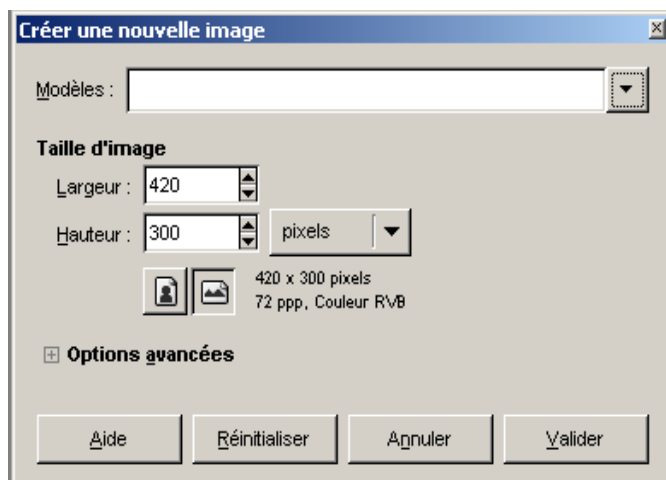 Créer une nouvelle image
Modèles :
Taille d'image
Largeur : 420
Hauteur : 300 pixels
420 x 300 pixels
72 ppp, Couleur RVB
Options avancées
Aide Réinitialiser Annuler Valider